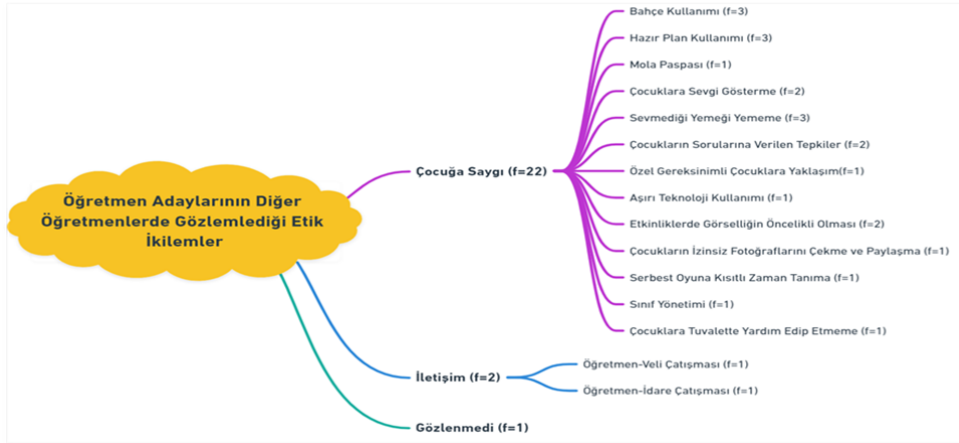 Öğretmen Adaylarının Diğer
Öğretmenlerde Gözlemlediği Etik
İkilemler
Çocuğa Saygı (f=22)
Bahçe Kullanımı (f=3)
Hazır Plan Kullanımı (f=3)
Mola Paspası (f=1)
Çocuklara Sevgi Gösterme (f=2)
Sevmediği Yemeği Yememe (f=3)
Çocukların Sorularına Verilen Tepkiler (f=2)
Özel Gereksinimli Çocuklara Yaklaşım(f=1)
Aşırı Teknoloji Kullanımı (f=1)
Etkinliklerde Görselliğin Öncelikli Olması (f=2)
Çocukların İzinsiz Fotoğraflarını Çekme ve Paylaşma (f=1)
Serbest Oyuna Kısıtlı Zaman Tanıma (f=1)
Sınıf Yönetimi (f=1)
Çocuklara Tuvalette Yardım Edip Etmeme (f=1)
İletişim (f=2)
Öğretmen-Veli Çatışması (f=1)
Öğretmen-İdare Çatışması (f=1)
Gözlenmedi (f=1)